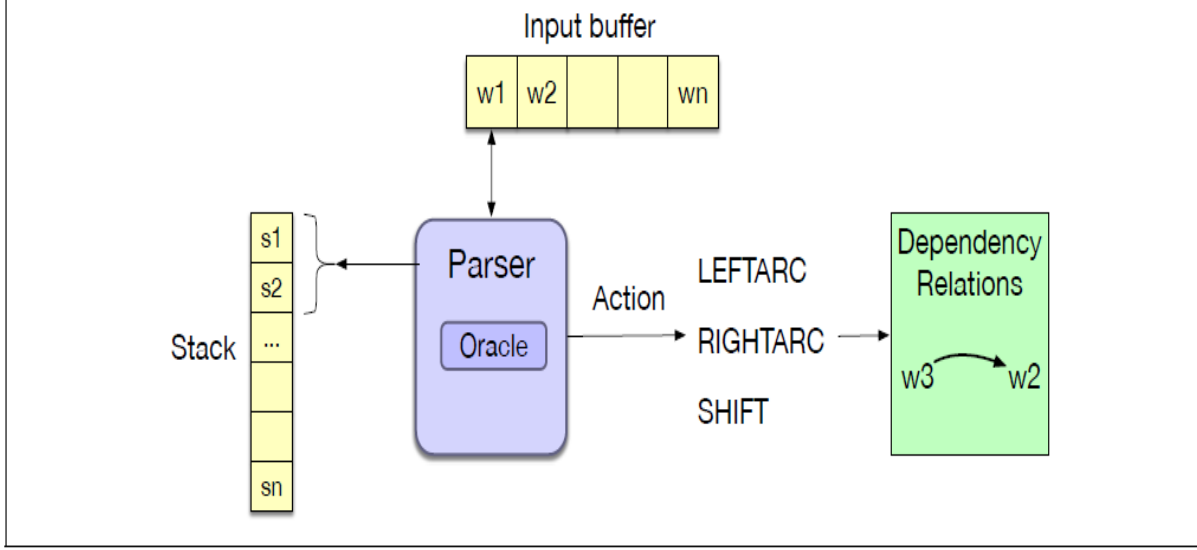 Input buffer
w1 w2 wn
s1
s2
...
sn
Stack
Parser
Oracle
Action
LEFTARC
RIGHTARC
SHIFT
Dependency
Relations
w3 w2